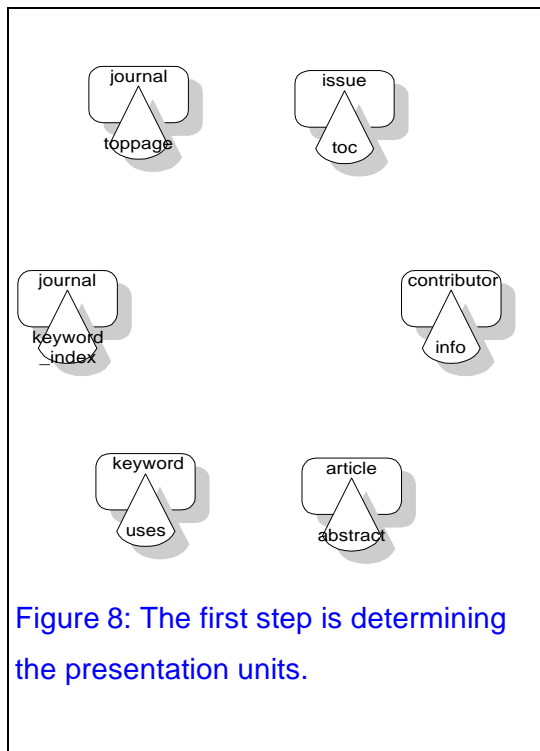 journal
toppage
issue
toc
journal
keyword
_index
contributor
info
keyword
uses
article
abstract
Figure 8: The first step is determining
the presentation units.